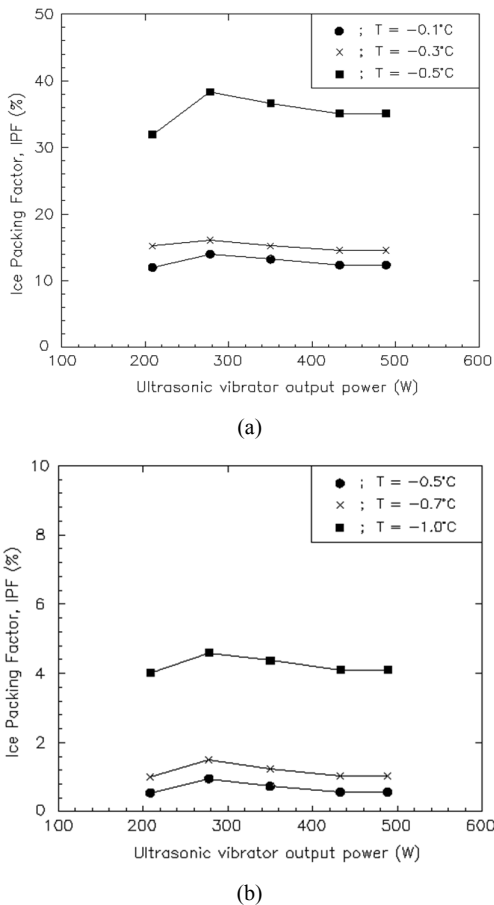 50
40
30
20
10
0
Ice Packing Factor, IPF (%)
● ; T = −0.1°C
× ; T = −0.3°C
■ ; T = −0.5°C
100 200 300 400 500 600
Ultrasonic vibrator output power (W)
(a)
10
8
6
4
2
0
Ice Packing Factor, IPF (%)
● ; T = −0.5°C
× ; T = −0.7°C
■ ; T = −1.0°C
100 200 300 400 500 600
Ultrasonic vibrator output power (W)
(b)